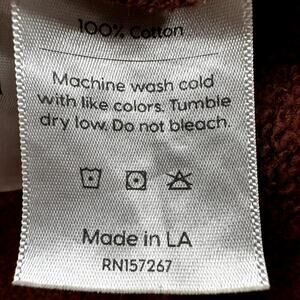 100% Cotton
Machine wash cold
with like colors. Tumble
dry low. Do not bleach.
Made in LA
RN157267